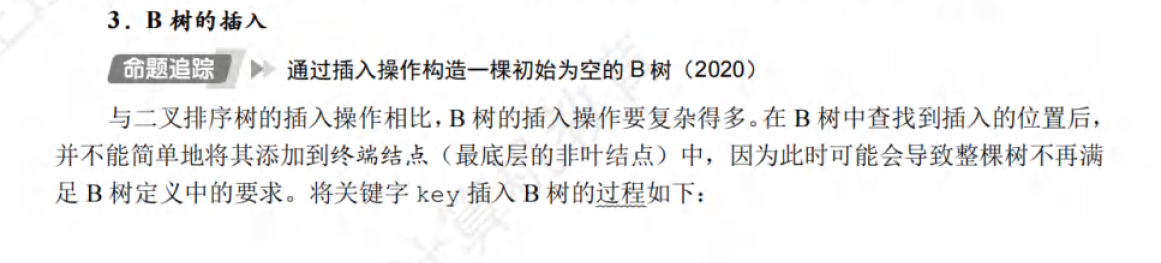 3．B 树的插入
命题追踪 通过插入操作构造一棵初始为空的 B 树（2020）
与二叉排序树的插入操作相比，B 树的插入操作要复杂得多。在 B 树中查找到插入的位置后，
并不能简单地将其添加到终端结点（最底层的非叶结点）中，因为此时可能会导致整棵树不再满
足 B 树定义中的要求。将关键字 key 插入 B 树的过程如下：